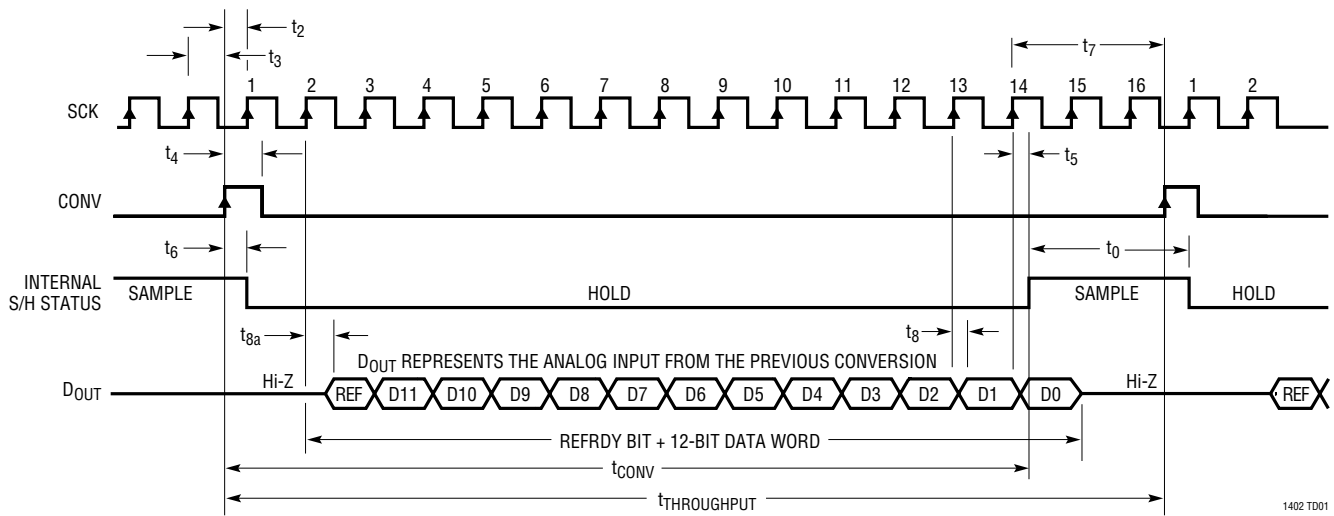 t2
t3
t7
1 2 3 4 5 6 7 8 9 10 11 12 13 14 15 16 1 2
SCK
t4
t5
CONV
t6
t0
INTERNAL
S/H STATUS
SAMPLE HOLD SAMPLE HOLD
t8a
t8
DOUT REPRESENTS THE ANALOG INPUT FROM THE PREVIOUS CONVERSION
DOUT
Hi-Z REF D11 D10 D9 D8 D7 D6 D5 D4 D3 D2 D1 D0 Hi-Z REF
REFRDY BIT + 12-BIT DATA WORD
tCONV
tTHROUGHPUT
1402 TD01